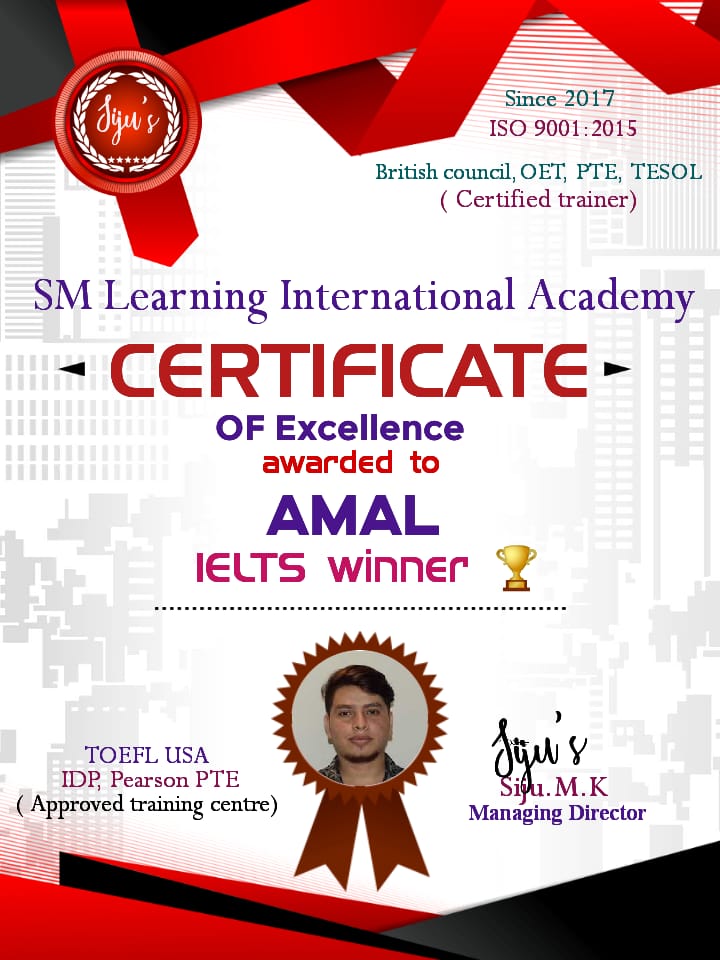 Siju's
Since 2017
ISO 9001:2015
British council, OET, PTE, TESOL
( Certified trainer)
SM Learning International Academy
CERTIFICATE
OF Excellence
awarded to
AMAL
IELTS winner
TOEFL USA
IDP, Pearson PTE
( Approved training centre)
Siju's
Siju.M.K
Managing Director